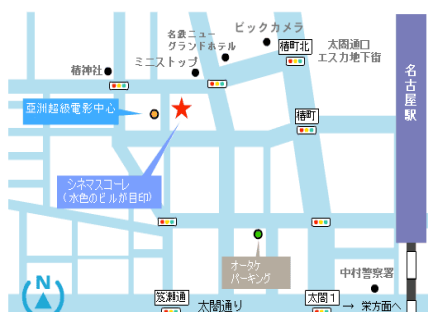 ビックカメラ
名鉄ニュー
グランドホテル
椿町北
太閤通口
エスカ地下街
ミニストップ
椿神社
名古屋駅
亞洲超級電影中心
椿町
シネマスコーレ
(水色のビルが目印)
オータケ
パーキング
中村警察署
N
笈瀬通
太閤通り
太閤1
→ 栄方面へ